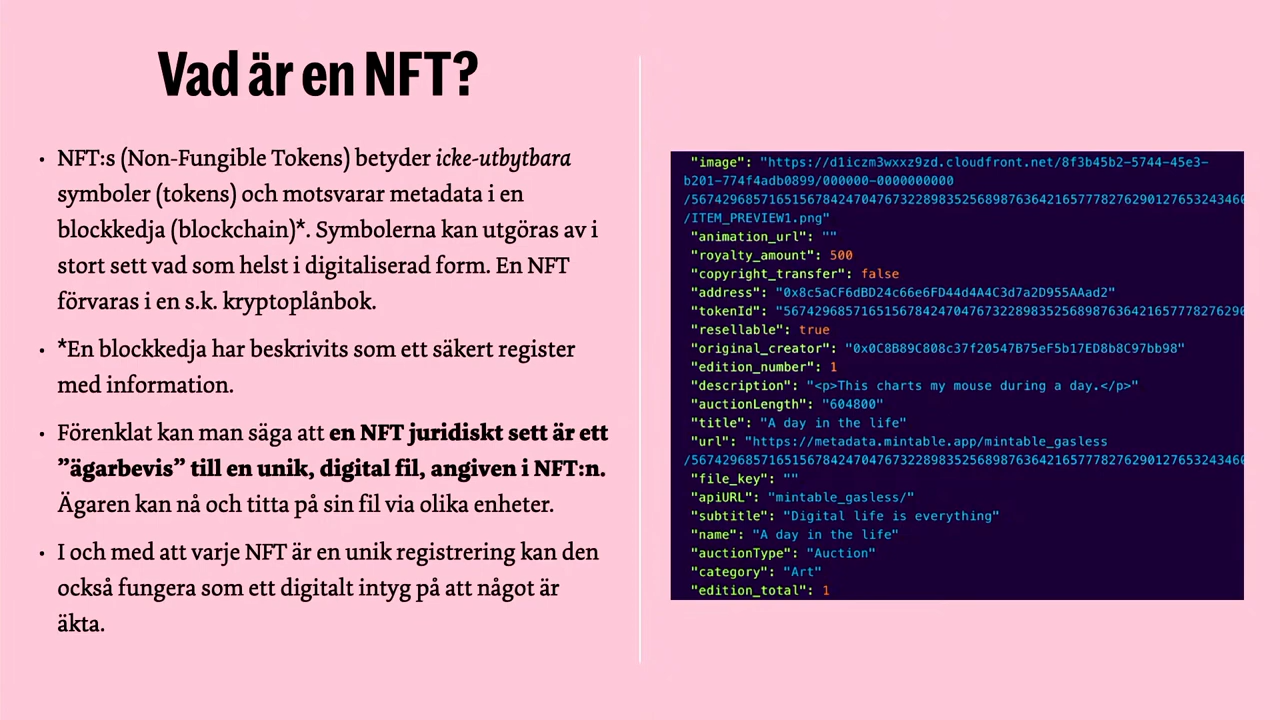 Vad är en NFT?
• NFT:s (Non-Fungible Tokens) betyder icke-utbytbara
symboler (tokens) och motsvarar metadata i en
blockkedja (blockchain)*. Symbolerna kan utgöras av i
stort sett vad som helst i digitaliserad form. En NFT
förvaras i en s.k. kryptoplånbok.
• *En blockkedja har beskrivits som ett säkert register
med information.
• Förenklat kan man säga att en NFT juridiskt sett är ett
”ägarbevis” till en unik, digital fil, angiven i NFT:n.
Ägaren kan nå och titta på sin fil via olika enheter.
• I och med att varje NFT är en unik registrering kan den
också fungera som ett digitalt intyg på att något är
äkta.
"image": "https://d1iczm3wxxz9zd.cloudfront.net/8f3b45b2-5744-45e3-
b201-774f4adb0899/000000-0000000000
/56742968571651567842470476732289835256898763642165777827629012765324346
/ITEM_PREVIEW1.png"
"animation_url": ""
"royalty_amount": 500
"copyright_transfer": false
"address": "0x8c5aCF6dBD24c66e6FD44d4A4C3d7a2D955AAad2"
"tokenId": "5674296857165156784247047673228983525689876364216577782762 90
"resellable": true
"original_creator": "0x0C8B89C808c37f20547B75eF5b17ED8b8C97bb98"
"edition_number": 1
"description": "<p>This charts my mouse during a day.</p>"
"auctionLength": "604800"
"title": "A day in the life"
"url": "https://metadata.mintable.app/mintable_gasless
/56742968571651567842470476732289835256898763642165777827629012765324346
"file_key": ""
"apiURL": "mintable_gasless/"
"subtitle": "Digital life is everything"
"name": "A day in the life"
"auctionType": "Auction"
"category": "Art"
"edition_total": 1